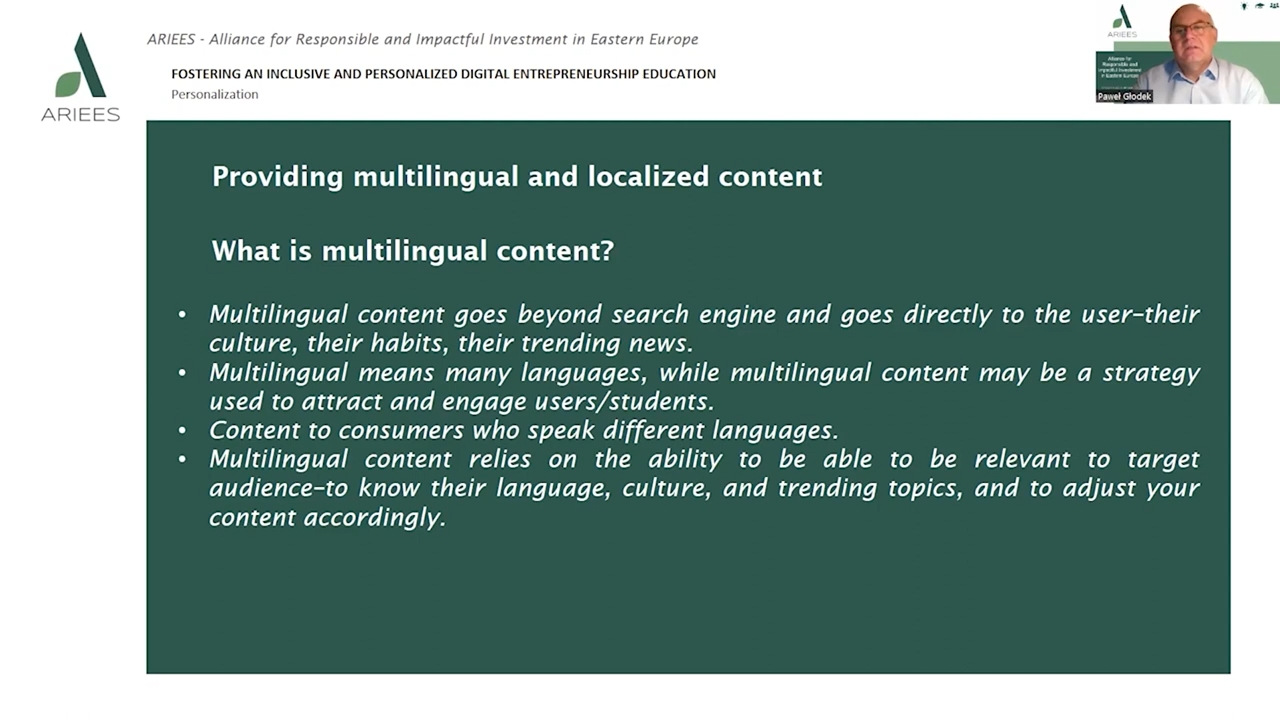 ARIEES - Alliance for Responsible and Impactful Investment in Eastern Europe
FOSTERING AN INCLUSIVE AND PERSONALIZED DIGITAL ENTREPRENEURSHIP EDUCATION
Personalization
ARIEES
ARIEES
Alliance for
Responsible and
Impactful Investment
in Eastern Europe
Paweł Głodek
Providing multilingual and localized content
What is multilingual content?
• Multilingual content goes beyond search engine and goes directly to the user-their
culture, their habits, their trending news.
• Multilingual means many languages, while multilingual content may be a strategy
used to attract and engage users/students.
• Content to consumers who speak different languages.
• Multilingual content relies on the ability to be able to be relevant to target
audience-to know their language, culture, and trending topics, and to adjust your
content accordingly.